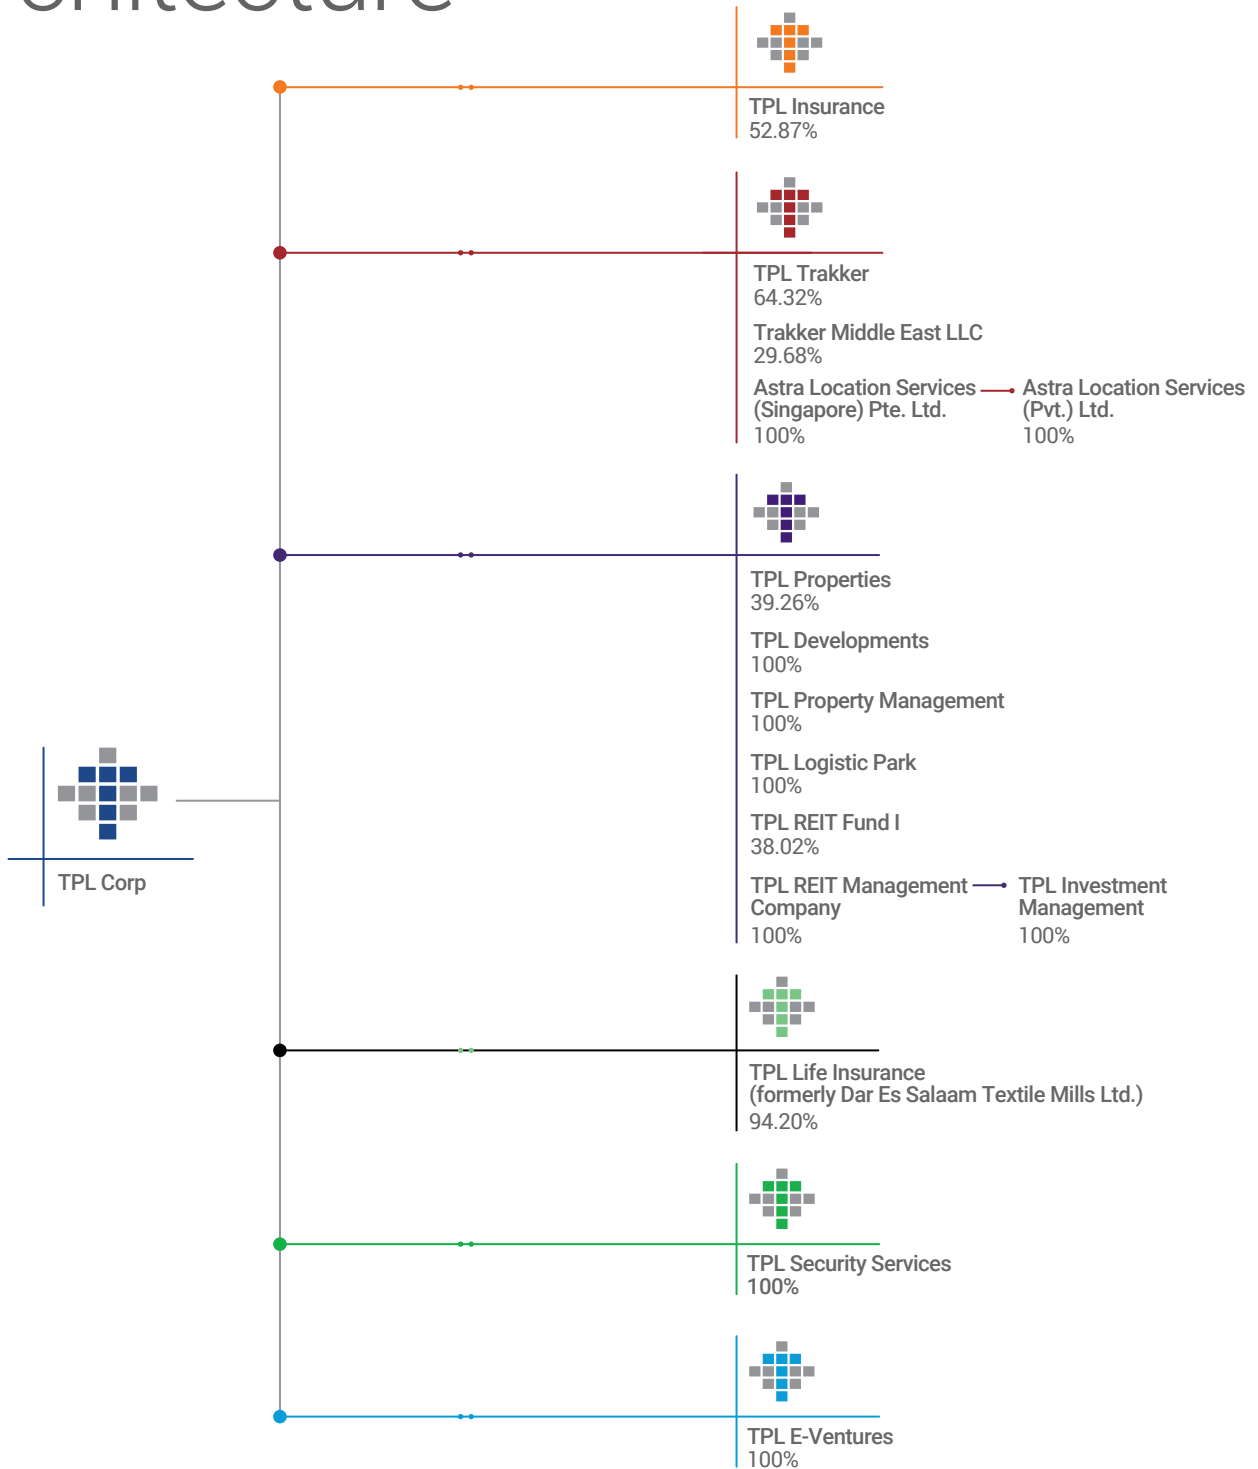 TPL Insurance
52.87%
TPL Trakker
64.32%
Trakker Middle East LLC
29.68%
Astra Location Services
(Singapore) Pte. Ltd.
100%
Astra Location Services
(Pvt.) Ltd.
100%
TPL Properties
39.26%
TPL Developments
100%
TPL Property Management
100%
TPL Logistic Park
100%
TPL REIT Fund I
38.02%
TPL REIT Management
Company
100%
TPL Investment
Management
100%
TPL Corp
TPL Life Insurance
(formerly Dar Es Salaam Textile Mills Ltd.)
94.20%
TPL Security Services
100%
TPL E-Ventures
100%